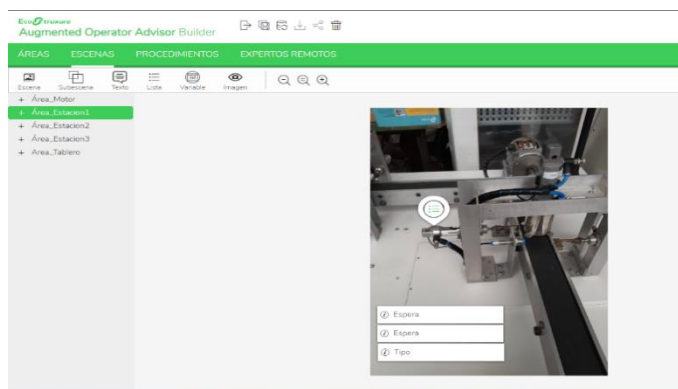 EcoStruxure
Augmented Operator Advisor Builder
ÁREAS ESCENAS PROCEDIMIENTOS EXPERTOS REMOTOS
Escena Subescena Texto Lista Variable Imagen
+ Área_Motor
+ Área_Estacion1
+ Área_Estacion2
+ Área_Estacion3
+ Area_Tablero
Espera
Espera
Tipo